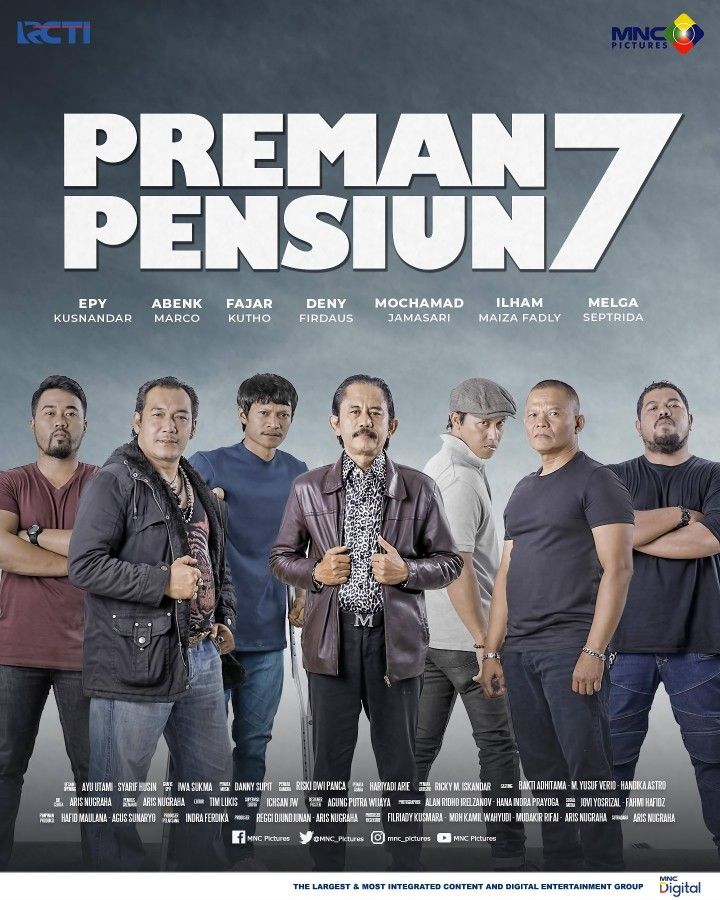 RCTI
MNC
PICTURES
PREMAN
PENSIUN 7
EPY ABENK FAJAR DENY MOCHAMAD ILHAM MELGA
KUSNANDAR MARCO KUTHO FIRDAUS JAMASARI MAIZA FADLY SEPTRIDA
M
AYU UTAMI · SYARIF HUSIN IWA SUKMA DANNY SUPIT RISKI DWI PANCA HARIYADI ARIE RICKY M. ISKANDAR CASTING BAKTI ADHITAMA · M. YUSUF VERIO · HANDIKA ASTRO
ARIS NUGRAHA ARIS NUGRAHA TIM LUKIS ICHSAN JW AGUNG PUTRA WIJAYA PHOTOGRAPHER ALAN RIDHO IRELZANOV · HANA INDRA PRAYOGA JOVI YOSRIZAL · FAHMI HAFIDZ
HAFID MAULANA · AGUS SUNARYO INDRA FERDIKA PRODUSER REGGI DJUNDJUNAN · ARIS NUGRAHA FILRIADY KUSMARA · MOH KAMIL WAHYUDI · MUDAKIR RIFAI · ARIS NUGRAHA SUTRADARA ARIS NUGRAHA
MNC Pictures @MNC_Pictures mnc_pictures MNC Pictures
THE LARGEST & MOST INTEGRATED CONTENT AND DIGITAL ENTERTAINMENT GROUP
MNC
Digital